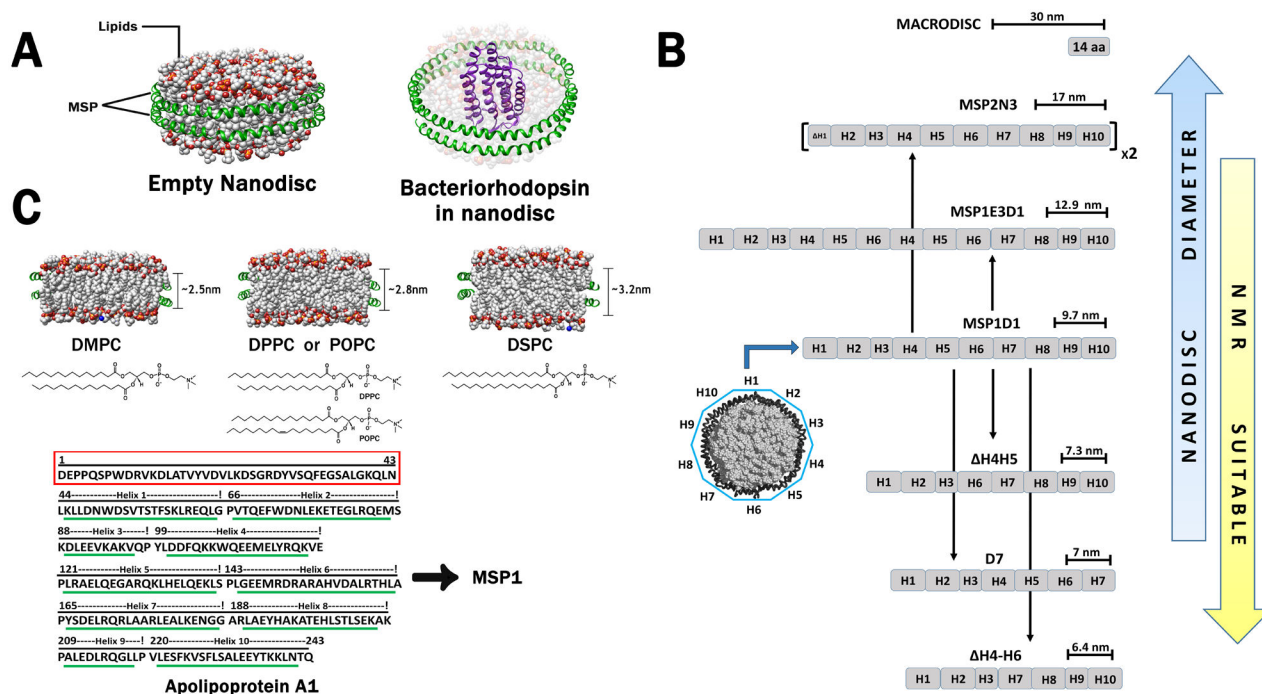 A
Lipids
MSP
Empty Nanodisc
Bacteriorhodopsin
in nanodisc
C
~2.5nm
~2.8nm
~3.2nm
DMPC
DPPC or POPC
DSPC
DPPC
POPC
1 43
DEPPQSPWDRVKDLATVYVDVLKDSGRDYVSQFEGSALGKQLN
44----------Helix 1-----------! 66----------Helix 2-----------!
LKLLDNWDSVTSTFSKLREQLG PVTQEFWDNLEKETEGLRQEMS
88----Helix 3----! 99---------Helix 4----------!
KDLEEVKAKVQP YLDDFQKKWQEEMELYRQKVE
121----------Helix 5----------! 143----------Helix 6-----------!
PLRAELQEGARQKLHELQEKLS PLGEEMRDRARAHVDALRTHLA
165---------Helix 7----------! 188----------Helix 8----------!
PYSDELRQRLAARLEALKENGG ARLAEYHAKATEHLSTLSEKAK
209----Helix 9---! 220--------Helix 10---------243
PALEDLRQGLLP VLESFKVSFLSALEEYTKKLNTQ
MSP1
Apolipoprotein A1
B
MACRODISC
30 nm
14 aa
MSP2N3
17 nm
ΔH1 H2 H3 H4 H5 H6 H7 H8 H9 H10
x2
MSP1E3D1
12.9 nm
H1 H2 H3 H4 H5 H6 H4 H5 H6 H7 H8 H9 H10
MSP1D1
9.7 nm
H1 H2 H3 H4 H5 H6 H7 H8 H9 H10
H1
H2
H3
H4
H5
H6
H7
H8
H9
H10
ΔH4H5
7.3 nm
H1 H2 H3 H6 H7 H8 H9 H10
D7
7 nm
H1 H2 H3 H4 H5 H6 H7
ΔH4-H6
6.4 nm
H1 H2 H3 H7 H8 H9 H10
NANODISC DIAMETER
NMR SUITABLE